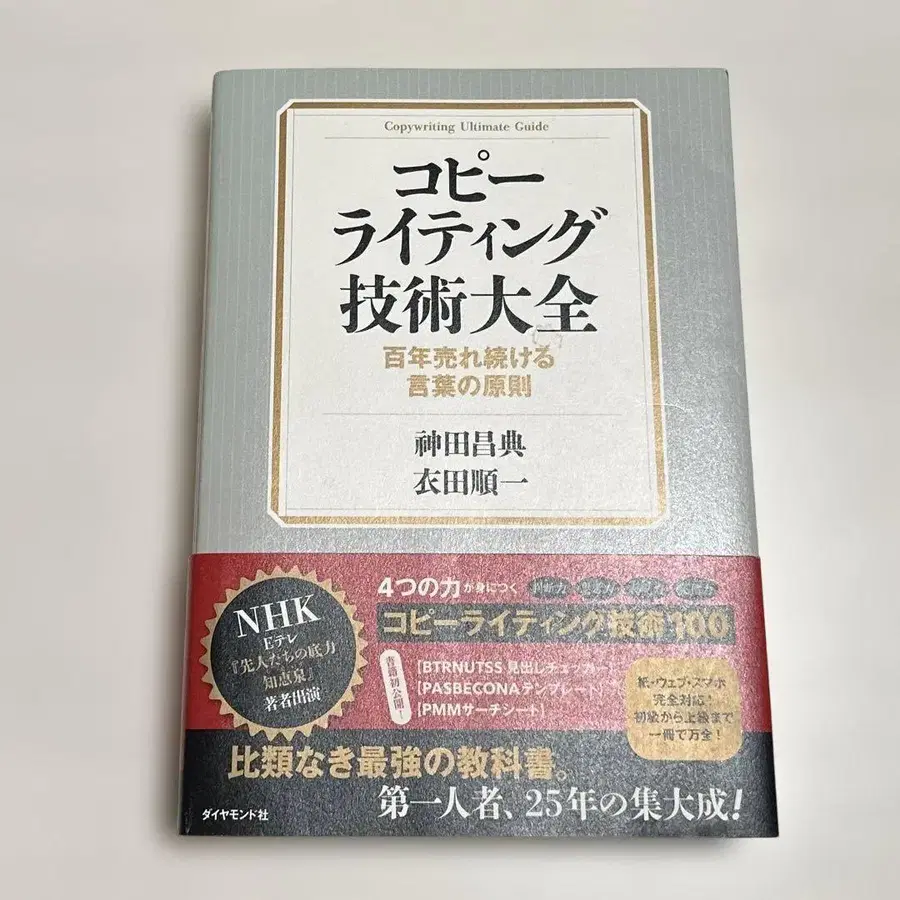 Copywriting Ultimate Guide
コピー
ライティング
技術大全
百年売れ続ける
言葉の原則
神田昌典
衣田順一
NHK
Eテレ
『先人たちの底力
知恵泉』
著者出演
4つの力が身につく
コピーライティング技術100
書籍初公開!
【BTRNUTSS 見出しチェッカー】
【PASBECONAテンプレート】
【PMMサーチシート】
紙・ウェブ・スマホ
完全対応!
初級から上級まで
一冊で万全!
比類なき最強の教科書。
第一人者、25年の集大成!
ダイヤモンド社